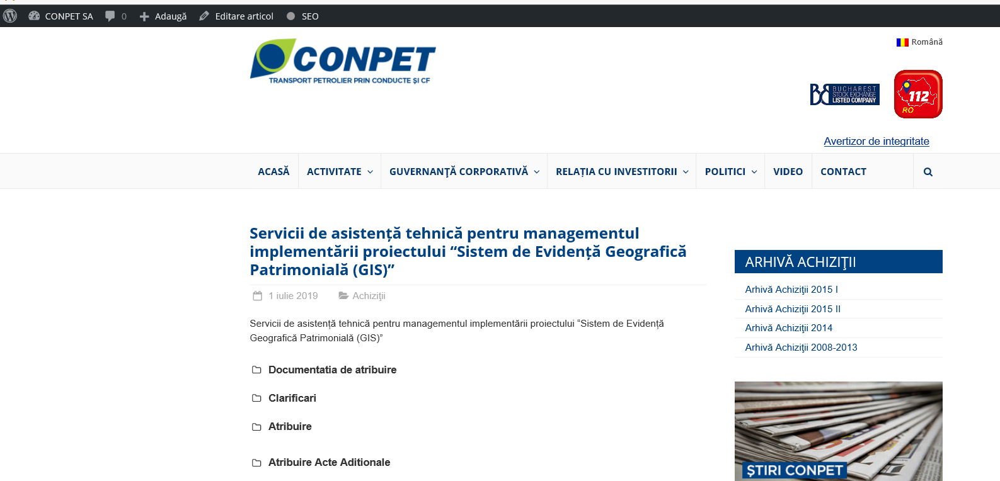 CONPET SA
0
Adaugă
Editare articol
SEO
CONPET
TRANSPORT PETROLIER PRIN CONDUCTE ȘI CF
Română
BUCHAREST
STOCK EXCHANGE
LISTED COMPANY
112
RO
Avertizor de integritate
ACASĂ
ACTIVITATE
GUVERNANŢĂ CORPORATIVĂ
RELAȚIA CU INVESTITORII
POLITICI
VIDEO
CONTACT
Servicii de asistență tehnică pentru managementul
implementării proiectului “Sistem de Evidență Geografică
Patrimonială (GIS)”
1 iulie 2019
Achiziţii
Servicii de asistență tehnică pentru managementul implementării proiectului “Sistem de Evidență
Geografică Patrimonială (GIS)”
Documentatia de atribuire
Clarificari
Atribuire
Atribuire Acte Aditionale
ARHIVĂ ACHIZIŢII
Arhivă Achiziţii 2015 I
Arhivă Achiziţii 2015 II
Arhivă Achiziţii 2014
Arhivă Achiziţii 2008-2013
ȘTIRI CONPET